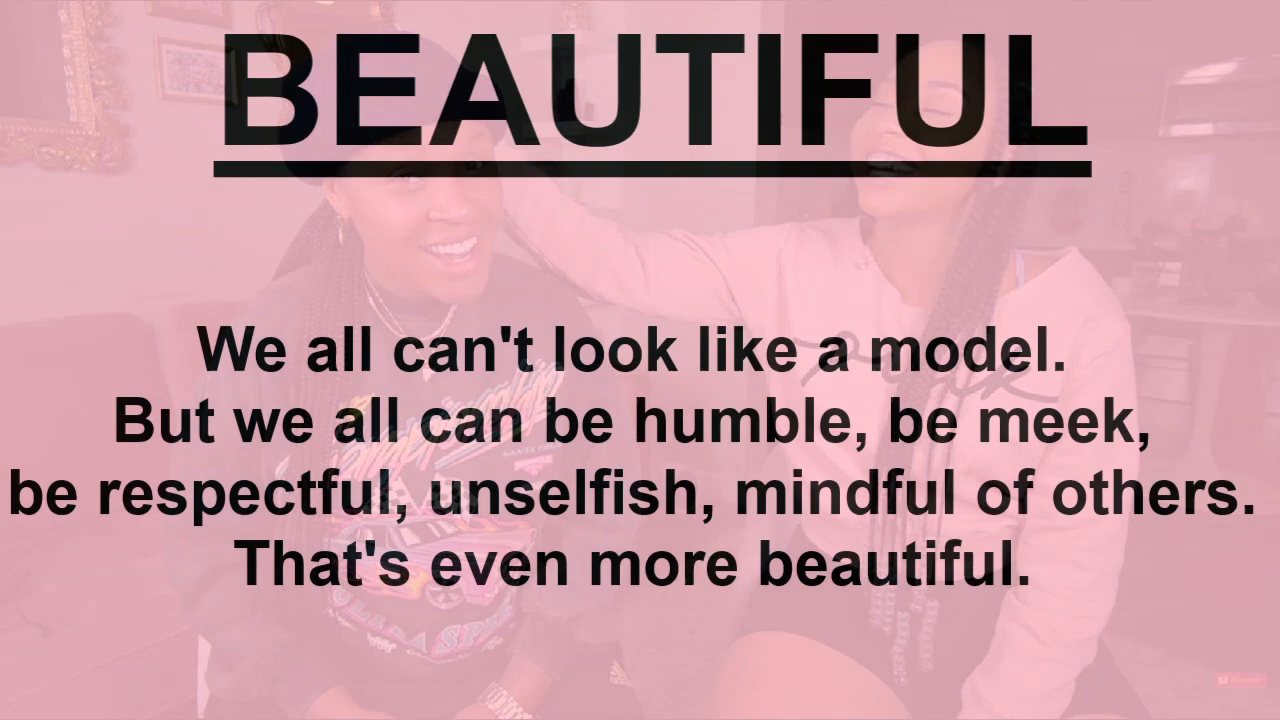 BEAUTIFUL
We all can't look like a model.
But we all can be humble, be meek,
be respectful, unselfish, mindful of others.
That's even more beautiful.